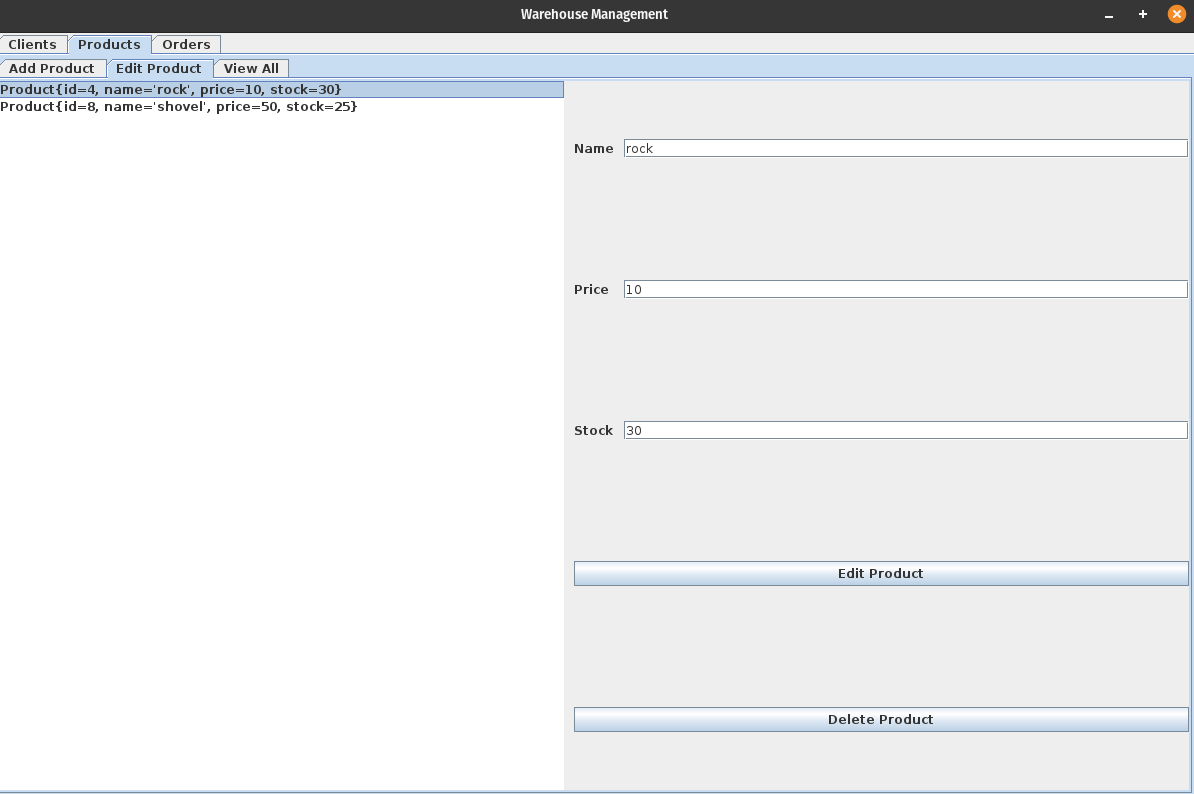 Warehouse Management
Clients Products Orders
Add Product Edit Product View All
Product{id=4, name='rock', price=10, stock=30}
Product{id=8, name='shovel', price=50, stock=25}
Name rock
Price 10
Stock 30
Edit Product
Delete Product